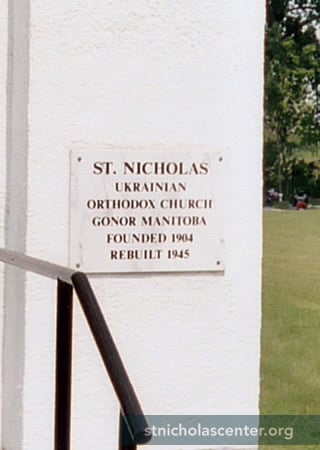 ST. NICHOLAS
UKRAINIAN
ORTHODOX CHURCH
GONOR MANITOBA
FOUNDED 1904
REBUILT 1945
stnicholascenter.org